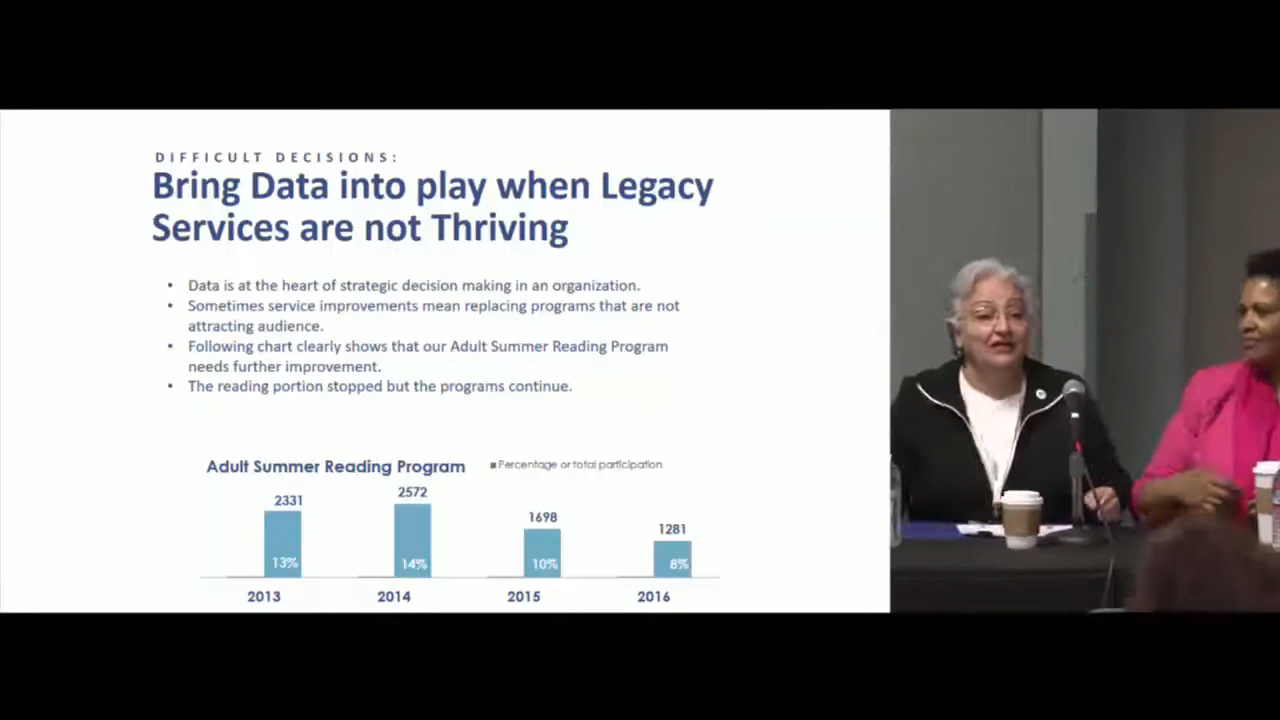 DIFFICULT DECISIONS:
Bring Data into play when Legacy
Services are not Thriving
• Data is at the heart of strategic decision making in an organization.
• Sometimes service improvements mean replacing programs that are not
attracting audience.
• Following chart clearly shows that our Adult Summer Reading Program
needs further improvement.
• The reading portion stopped but the programs continue.
Adult Summer Reading Program
Percentage or total participation
2331
2572
1698
1281
13%
14%
10%
8%
2013
2014
2015
2016